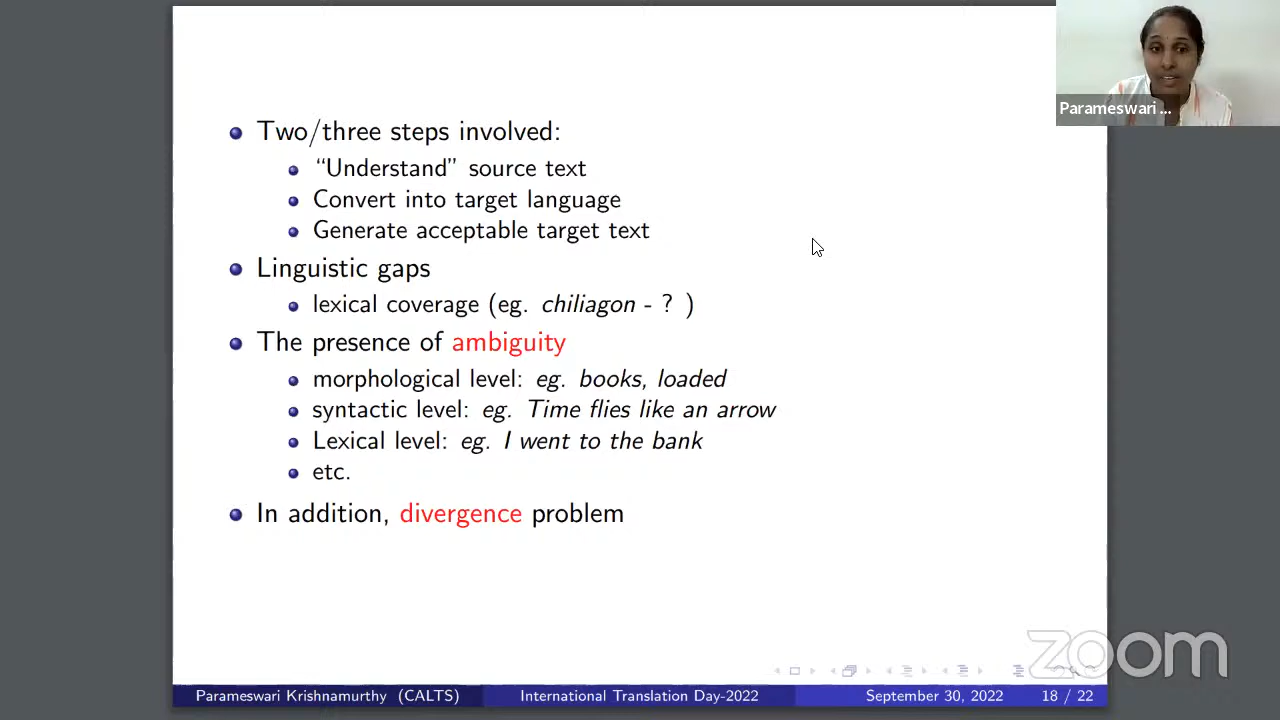 Parameswari ...
Two/three steps involved:
“Understand” source text
Convert into target language
Generate acceptable target text
Linguistic gaps
lexical coverage (eg. chiliagon - ? )
The presence of ambiguity
morphological level: eg. books, loaded
syntactic level: eg. Time flies like an arrow
Lexical level: eg. I went to the bank
etc.
In addition, divergence problem
zoom
Parameswari Krishnamurthy (CALTS) International Translation Day-2022 September 30, 2022 18 / 22